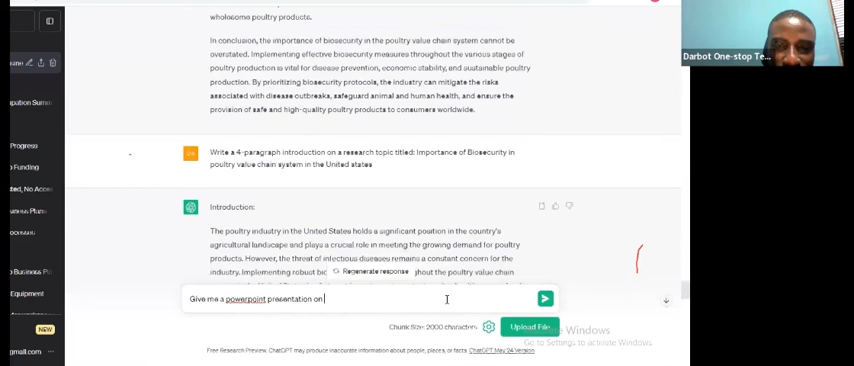 wholesome poultry products.
In conclusion, the importance of biosecurity in the poultry value chain system cannot be
overstated. Implementing effective biosecurity measures throughout the various stages of
poultry production is vital for disease prevention, economic stability, and sustainable poultry
production. By prioritizing biosecurity protocols, the industry can mitigate the risks
associated with disease outbreaks, safeguard animal and human health, and ensure the
provision of safe and high-quality poultry products to consumers worldwide.
Write a 4-paragraph introduction on a research topic titled: Importance of Biosecurity in
poultry value chain system in the United states
Introduction:
The poultry industry in the United States holds a significant position in the country's
agricultural landscape and plays a crucial role in meeting the growing demand for poultry
products. However, the threat of infectious diseases remains a constant concern for the
industry. Implementing robust
Regenerate response
ghout the poultry value chain
Give me a powerpoint presentation on
Chunk Size: 2000 characters
Upload File
Windows
Go to Settings to activate Windows.
Free Research Preview. ChatGPT may produce inaccurate information about people, places, or facts. ChatGPT May 24 Version
Darbot One-stop Te...
Progress
Funding
No Acce
Plans
Business Po
Equipment
NEW
gmail.com